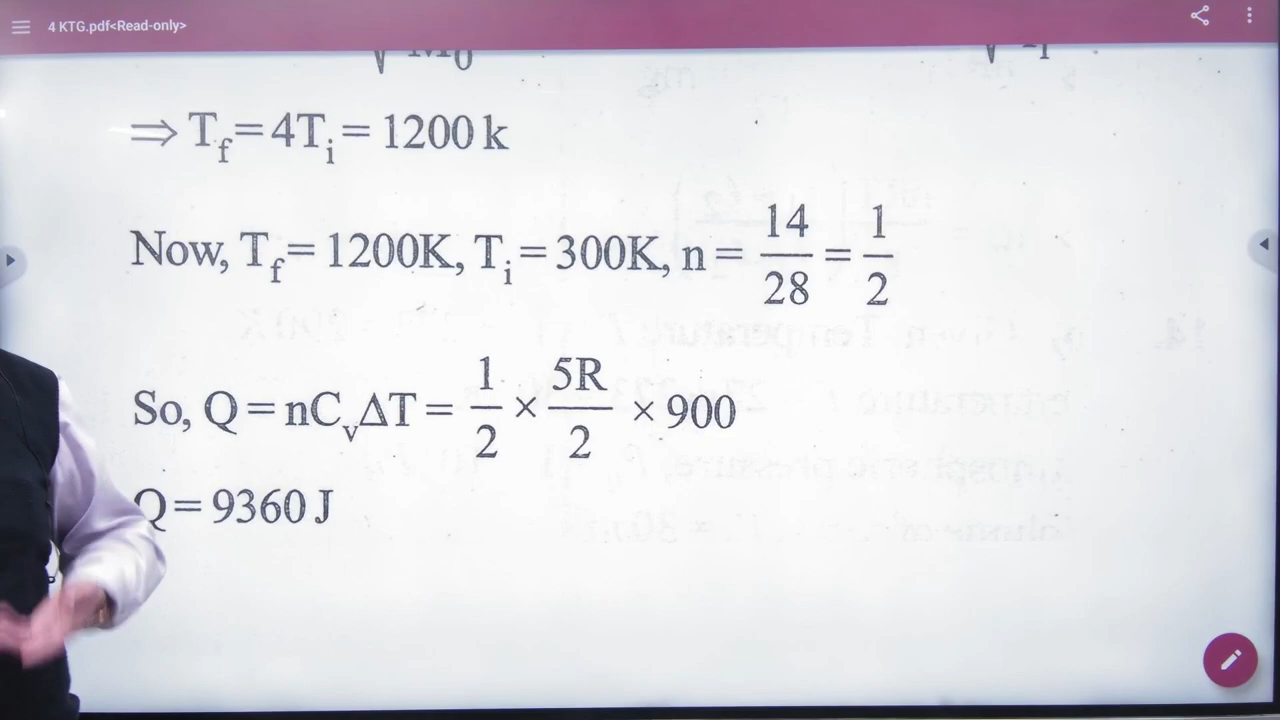 4 KTG.pdf<Read-only>
⇒ T_f = 4T_i = 1200 k
Now, T_f = 1200K, T_i = 300K, n = 14/28 = 1/2
So, Q = nC_vΔT = 1/2 × 5R/2 × 900
Q = 9360 J